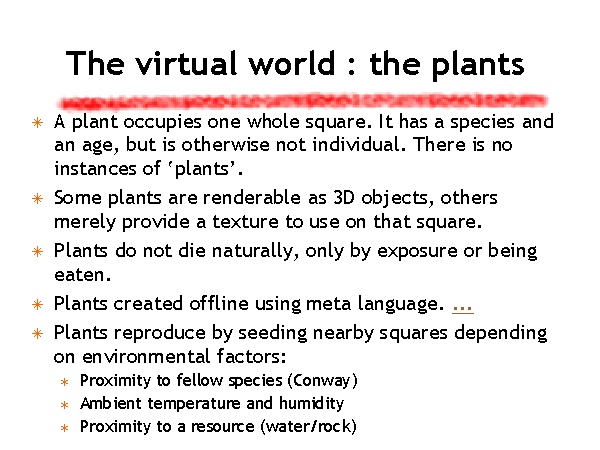 The virtual world : the plants
A plant occupies one whole square. It has a species and
an age, but is otherwise not individual. There is no
instances of ‘plants’.
Some plants are renderable as 3D objects, others
merely provide a texture to use on that square.
Plants do not die naturally, only by exposure or being
eaten.
Plants created offline using meta language. ...
Plants reproduce by seeding nearby squares depending
on environmental factors:
Proximity to fellow species (Conway)
Ambient temperature and humidity
Proximity to a resource (water/rock)